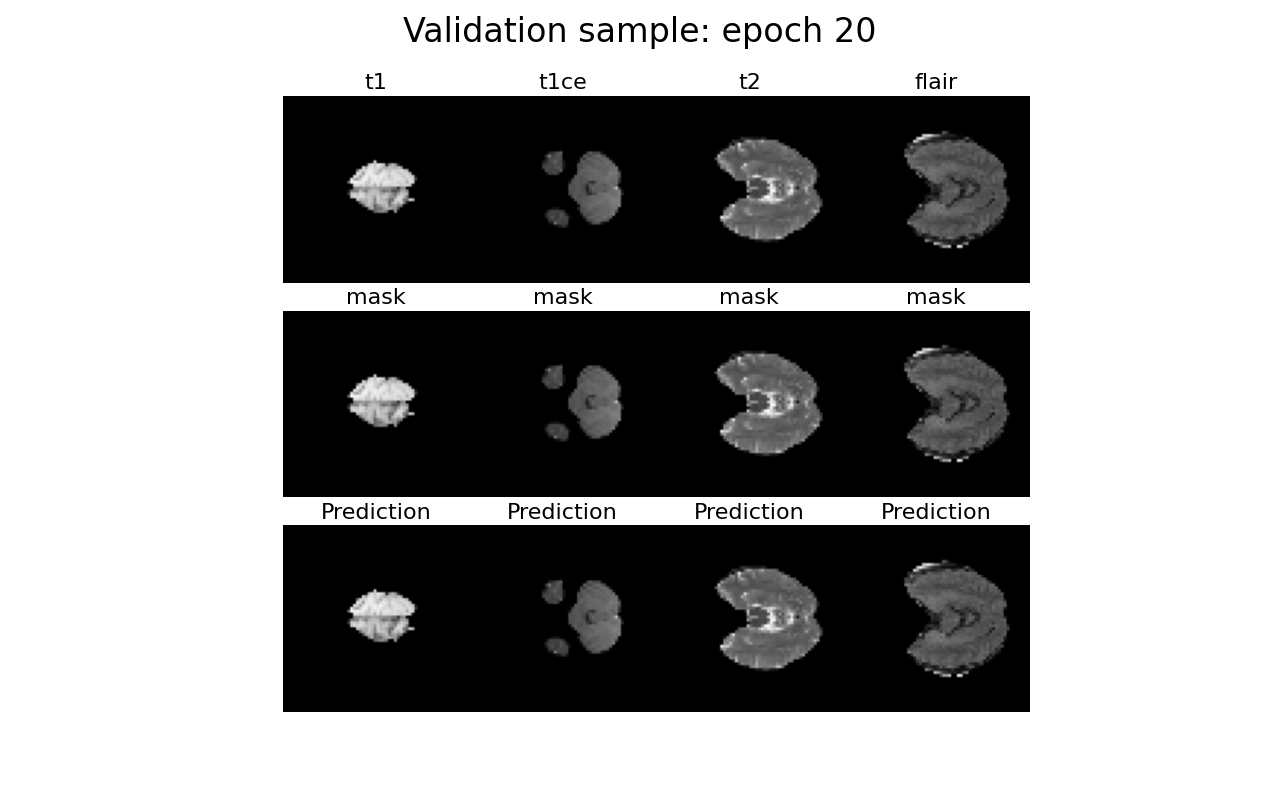 Validation sample: epoch 20
t1 t1ce t2 flair
mask mask mask mask
Prediction Prediction Prediction Prediction